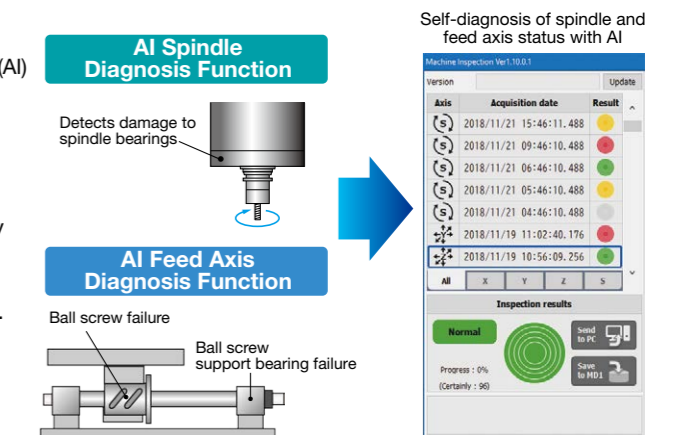 (AI)
y
.
AI Spindle
Diagnosis Function
Detects damage to
spindle bearings
AI Feed Axis
Diagnosis Function
Ball screw failure
Ball screw
support bearing failure
Self-diagnosis of spindle and
feed axis status with AI
Machine Inspection Ver1.10.0.1
Version Update
Axis Acquisition date Result
S 2018/11/21 15:46:11.488
S 2018/11/21 09:46:10.488
S 2018/11/21 06:46:10.488
S 2018/11/21 05:46:10.488
S 2018/11/21 04:46:10.488
Y 2018/11/19 11:02:40.176
Z 2018/11/19 10:56:09.256
All X Y Z S
Inspection results
Normal
Send
to PC
Progress : 0%
(Certainly : 96)
Save
to MD1